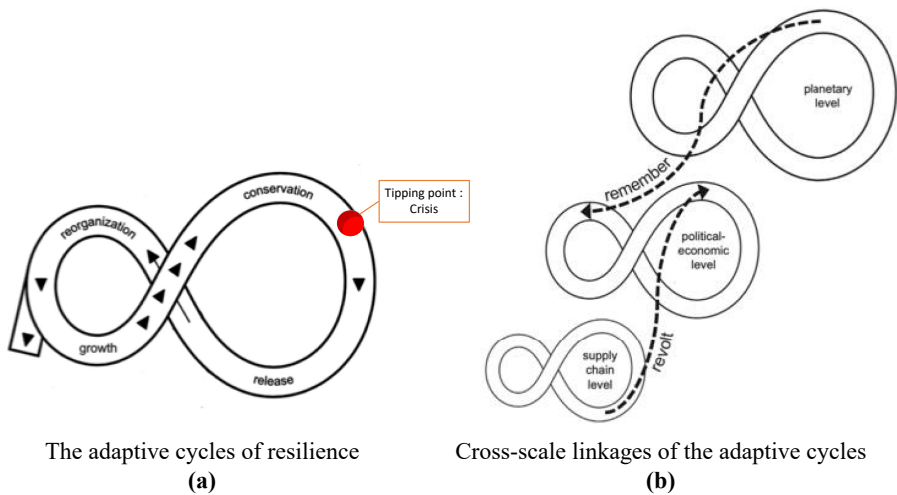 reorganization
conservation
growth
release
Tipping point :
Crisis
planetary
level
remember
political-
economic
level
revolt
supply
chain
level
The adaptive cycles of resilience
(a)
Cross-scale linkages of the adaptive cycles
(b)